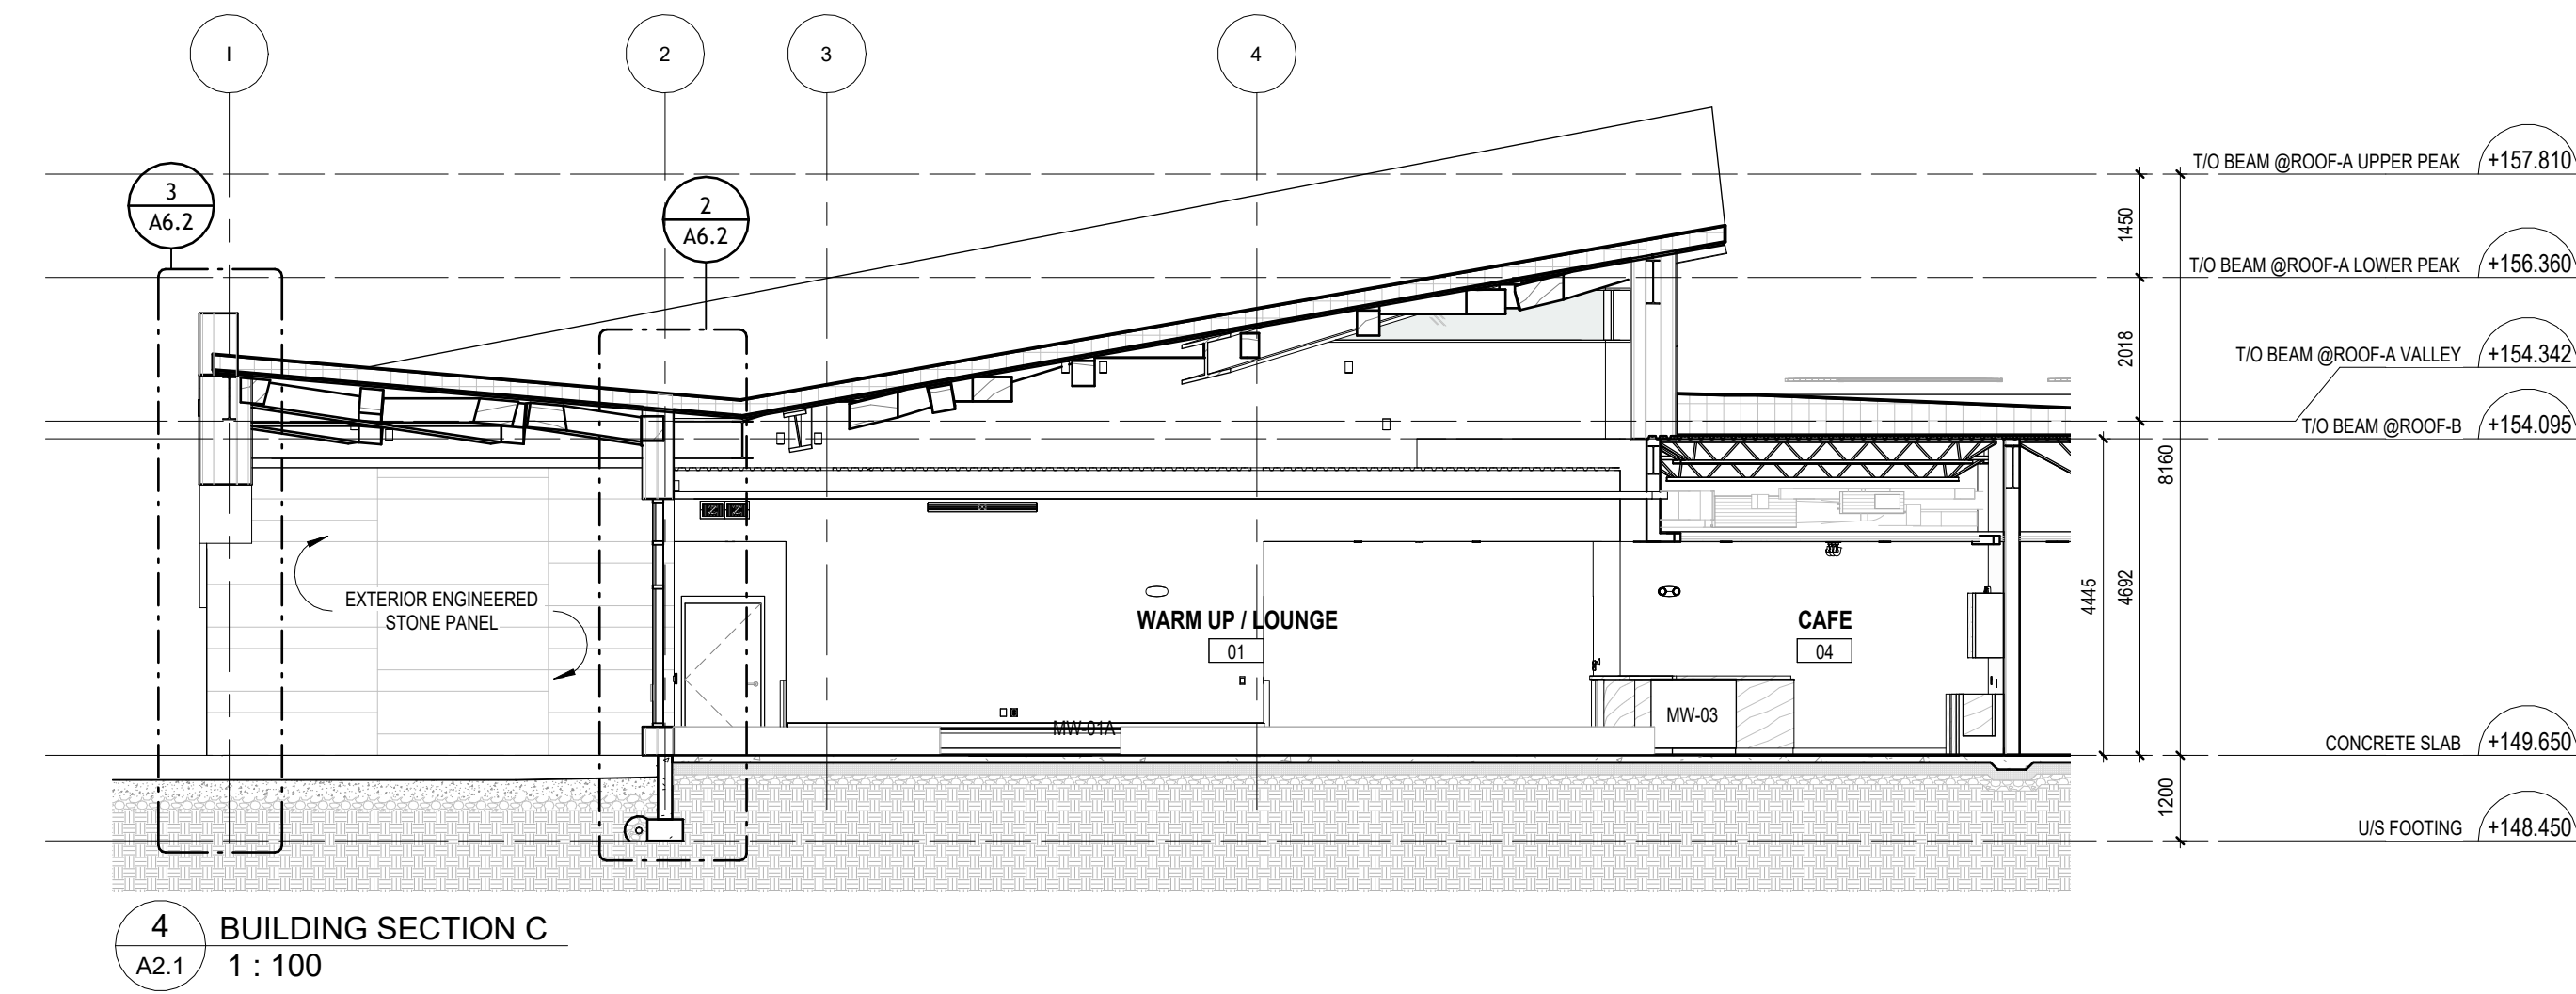 I
2
3
4
3
A6.2
2
A6.2
T/O BEAM @ROOF-A UPPER PEAK +157.810
1450
T/O BEAM @ROOF-A LOWER PEAK +156.360
2018
T/O BEAM @ROOF-A VALLEY +154.342
T/O BEAM @ROOF-B +154.095
8160
4445
4692
EXTERIOR ENGINEERED
STONE PANEL
WARM UP / LOUNGE
01
CAFE
04
MW-01A
MW-03
CONCRETE SLAB +149.650
1200
U/S FOOTING +148.450
4
A2.1
BUILDING SECTION C
1 : 100